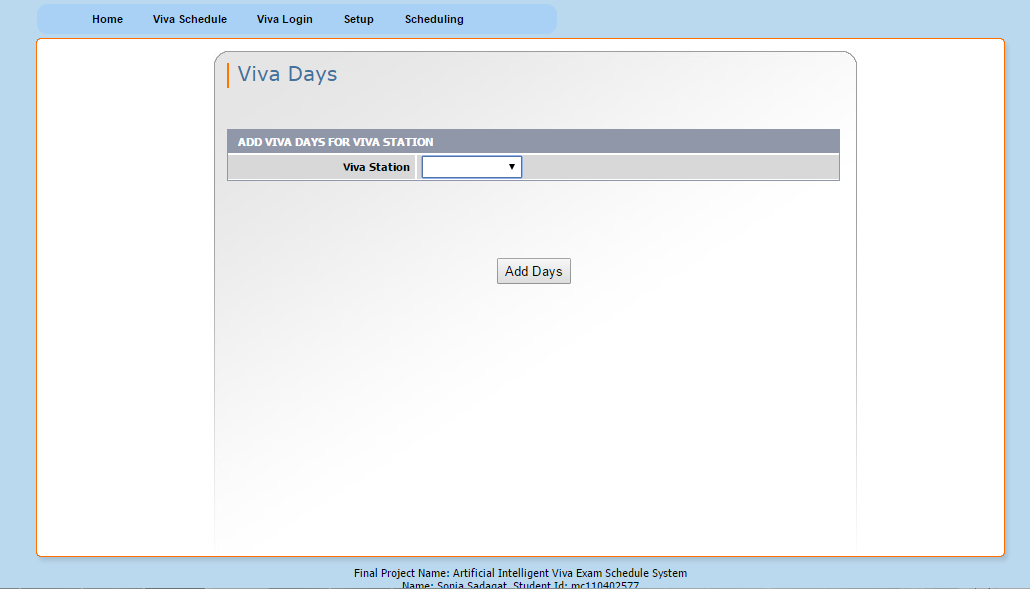 Home Viva Schedule Viva Login Setup Scheduling
Viva Days
ADD VIVA DAYS FOR VIVA STATION
Viva Station
Add Days
Final Project Name: Artificial Intelligent Viva Exam Schedule System
Name: Sonia Sadaqat, Student Id: mc110402577